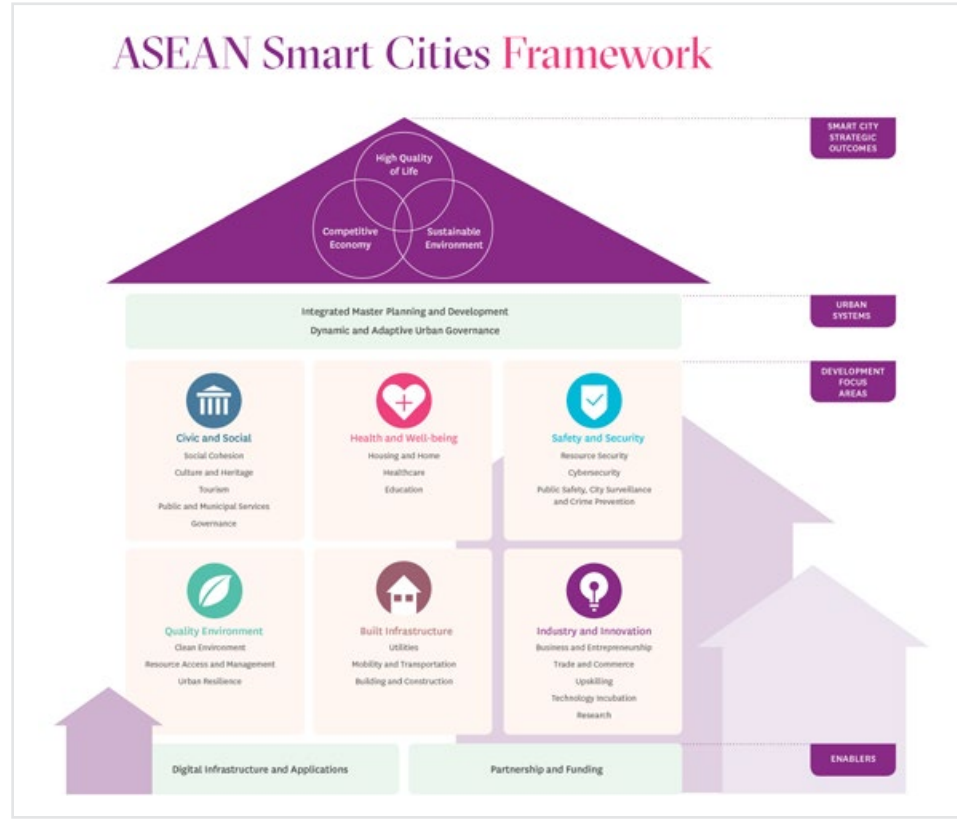 ASEAN Smart Cities Framework
SMART CITY
STRATEGIC
OUTCOMES
High Quality
of Life
Competitive
Economy
Sustainable
Environment
URBAN
SYSTEMS
Integrated Master Planning and Development
Dynamic and Adaptive Urban Governance
DEVELOPMENT
FOCUS
AREAS
Civic and Social
Social Cohesion
Culture and Heritage
Tourism
Public and Municipal Services
Governance
Health and Well-being
Housing and Home
Healthcare
Education
Safety and Security
Resource Security
Cybersecurity
Public Safety, City Surveillance
and Crime Prevention
Quality Environment
Clean Environment
Resource Access and Management
Urban Resilience
Built Infrastructure
Utilities
Mobility and Transportation
Building and Construction
Industry and Innovation
Business and Entrepreneurship
Trade and Commerce
Upskilling
Technology Incubation
Research
Digital Infrastructure and Applications
Partnership and Funding
ENABLERS